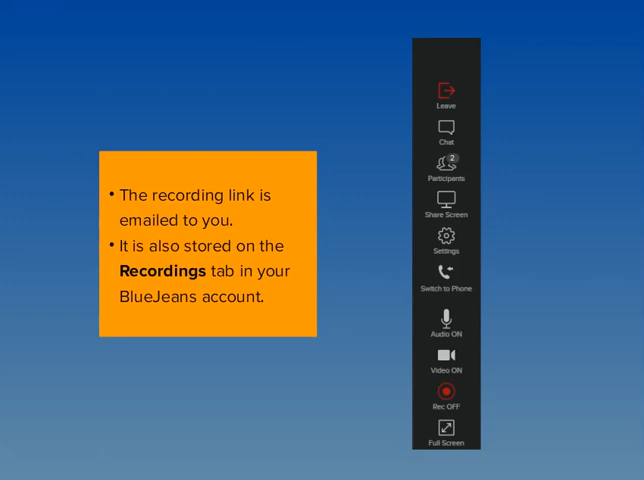 • The recording link is
emailed to you.
• It is also stored on the
Recordings tab in your
BlueJeans account.
Leave
Chat
2
Participants
Share Screen
Settings
Switch to Phone
Audio ON
Video ON
Rec OFF
Full Screen